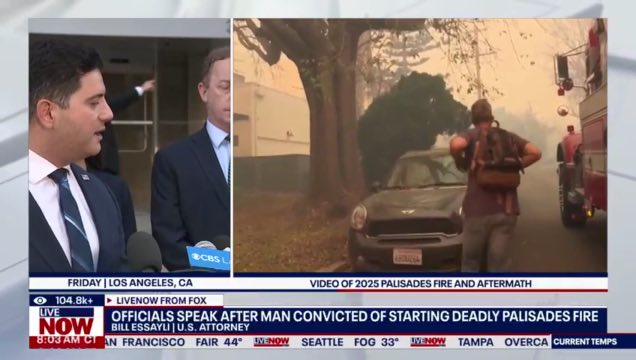 CBS L
FRIDAY | LOS ANGELES, CA
VIDEO OF 2025 PALISADES FIRE AND AFTERMATH
104.8k+ LIVENOW FROM FOX
LIVE NOW
OFFICIALS SPEAK AFTER MAN CONVICTED OF STARTING DEADLY PALISADES FIRE
BILL ESSAYLI | U.S. ATTORNEY
8:03 AM CT
SAN FRANCISCO FAIR 44° LIVENOW SEATTLE FOG 33° LIVENOW TAMPA OVERCA CURRENT TEMPS